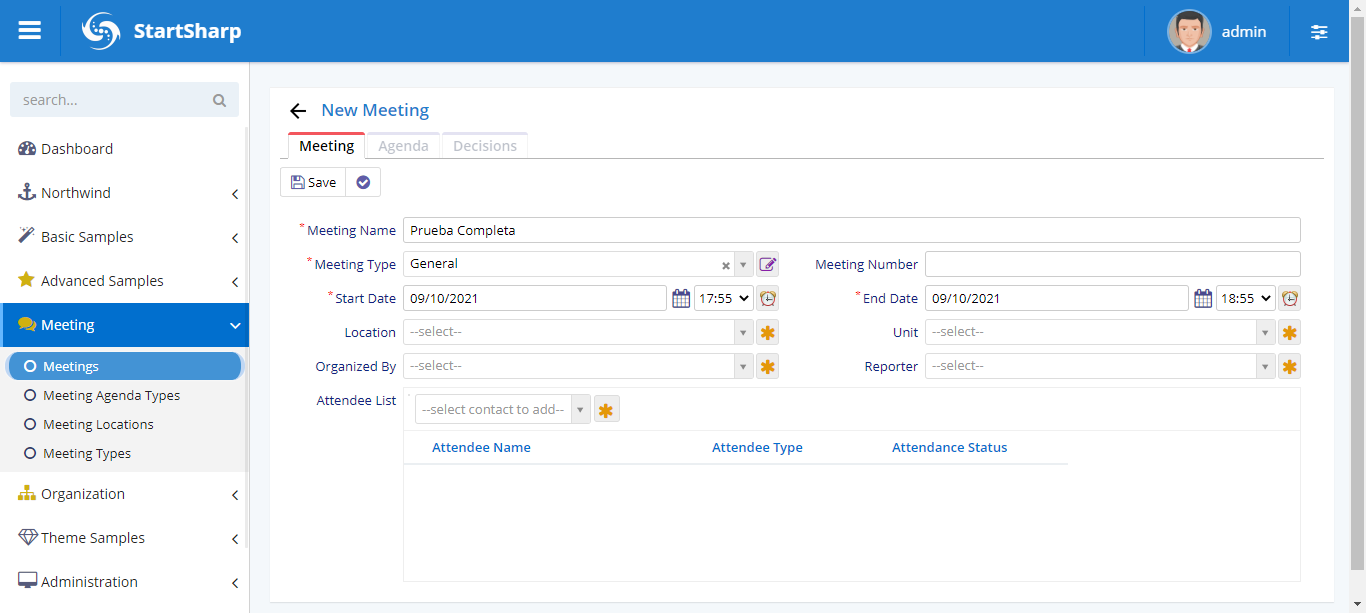 StartSharp
admin
search...
Dashboard
Northwind
Basic Samples
Advanced Samples
Meeting
Meetings
Meeting Agenda Types
Meeting Locations
Meeting Types
Organization
Theme Samples
Administration
New Meeting
Meeting Agenda Decisions
Save
* Meeting Name Prueba Completa
* Meeting Type General Meeting Number
* Start Date 09/10/2021 17:55 * End Date 09/10/2021 18:55
Location --select-- Unit --select--
Organized By --select-- Reporter --select--
Attendee List --select contact to add--
Attendee Name Attendee Type Attendance Status